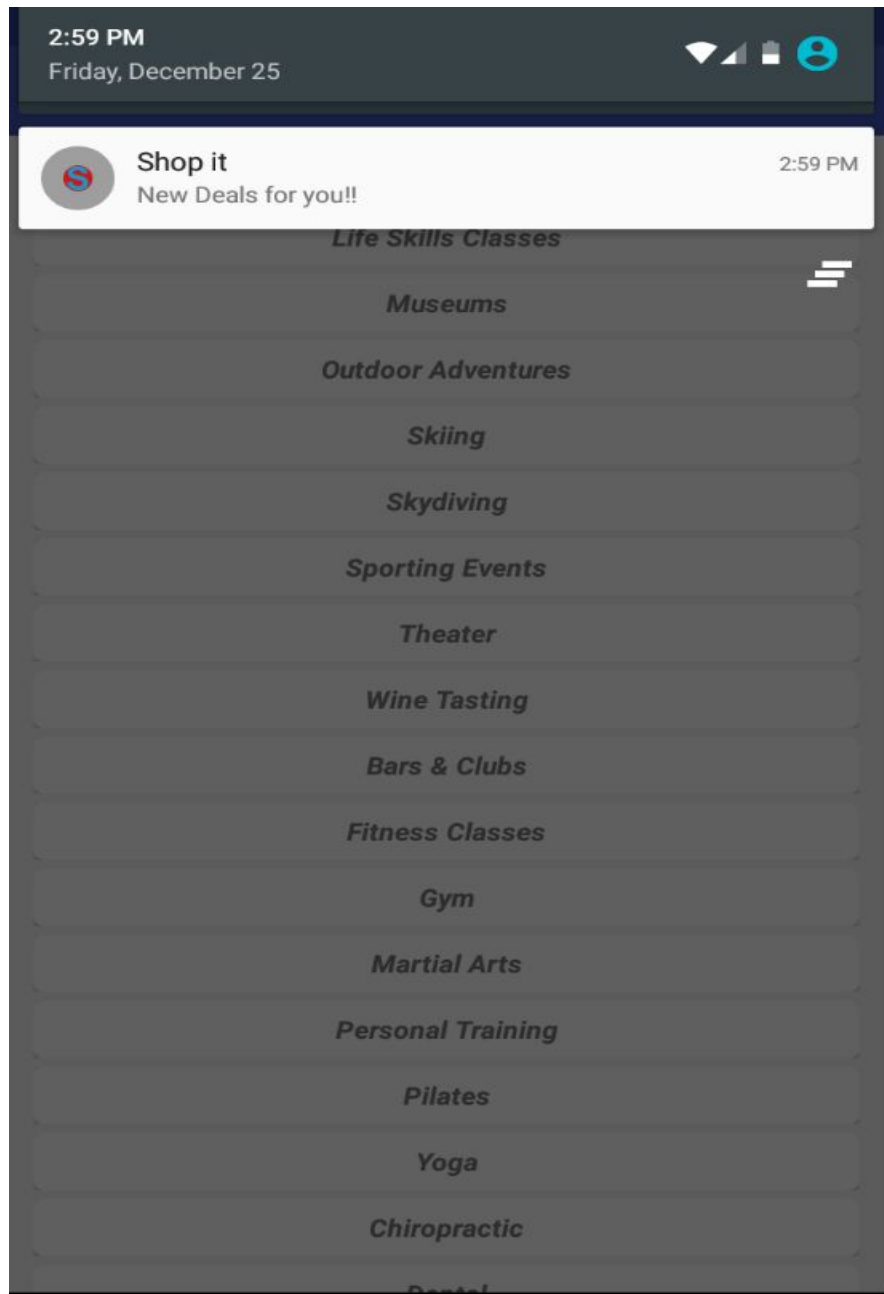 2:59 PM
Friday, December 25
Shop it
2:59 PM
New Deals for you!!
Life Skills Classes
Museums
Outdoor Adventures
Skiing
Skydiving
Sporting Events
Theater
Wine Tasting
Bars & Clubs
Fitness Classes
Gym
Martial Arts
Personal Training
Pilates
Yoga
Chiropractic
Dental